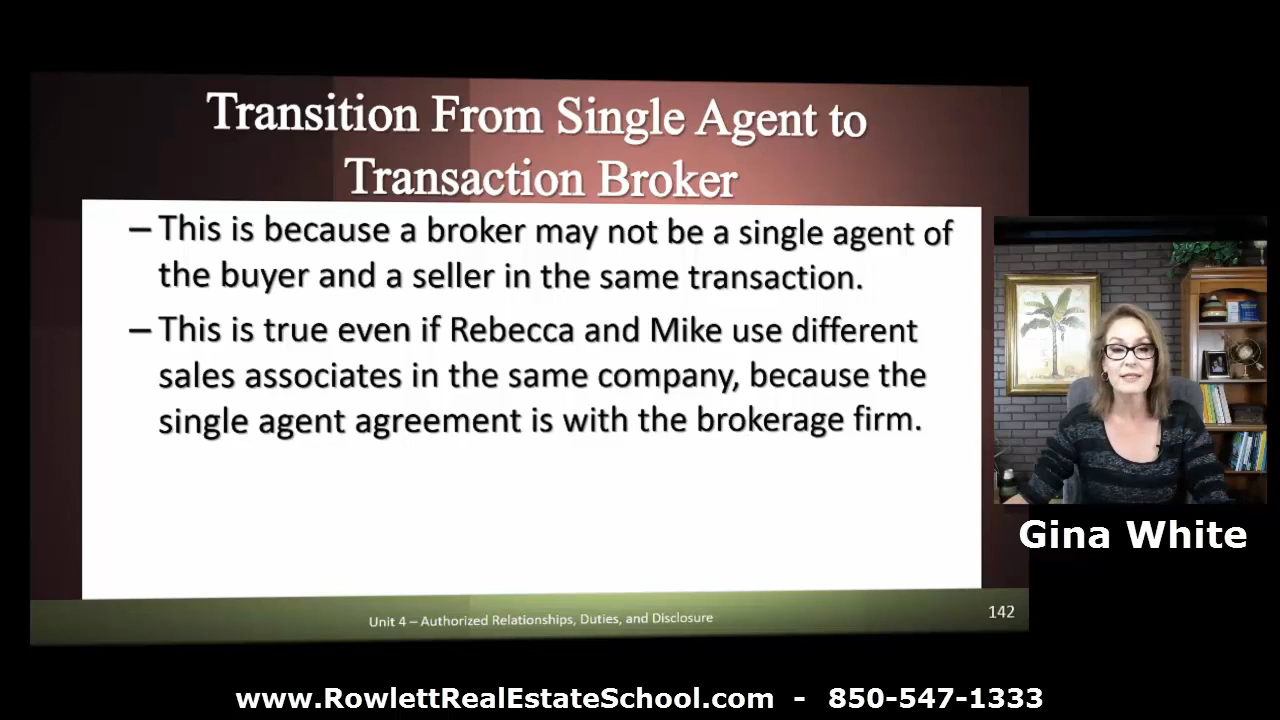 Transition From Single Agent to
Transaction Broker
– This is because a broker may not be a single agent of
the buyer and a seller in the same transaction.
– This is true even if Rebecca and Mike use different
sales associates in the same company, because the
single agent agreement is with the brokerage firm.
Gina White
Unit 4 – Authorized Relationships, Duties, and Disclosure
142
www.RowlettRealEstateSchool.com - 850-547-1333